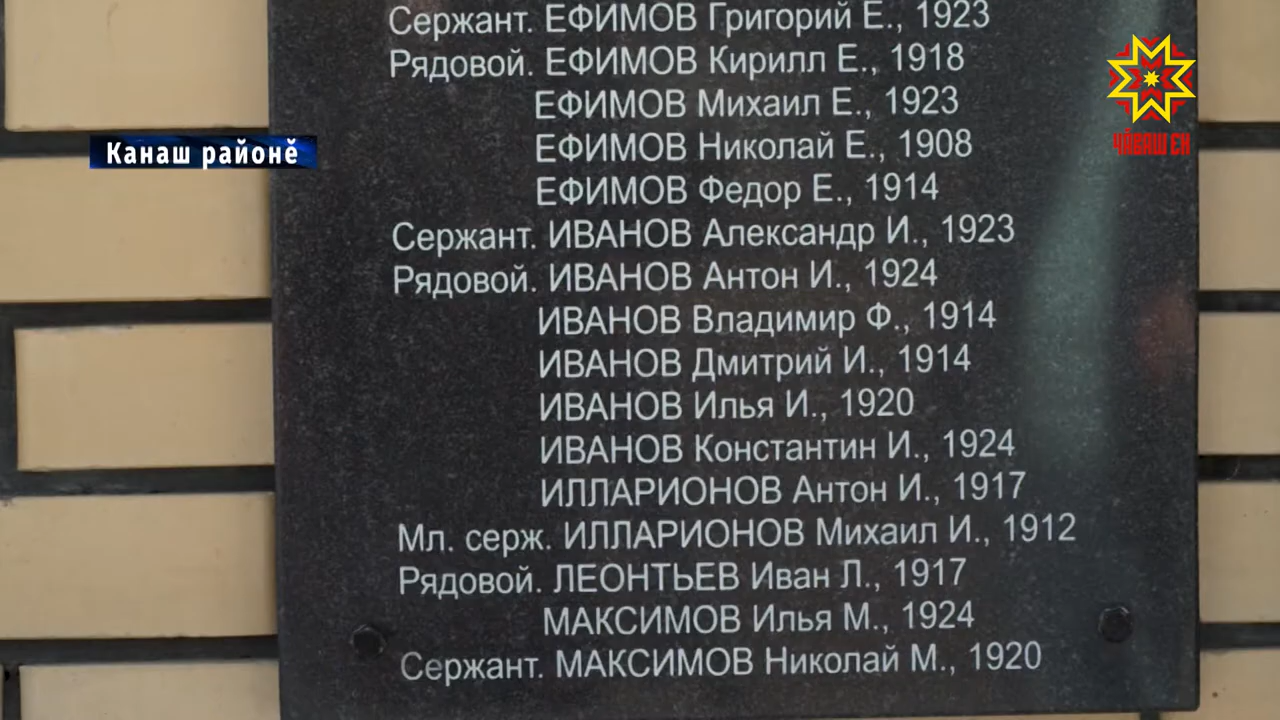 Сержант. ЕФИМОВ Григорий Е., 1923
Рядовой. ЕФИМОВ Кирилл Е., 1918
ЕФИМОВ Михаил Е., 1923
ЕФИМОВ Николай Е., 1908
ЕФИМОВ Федор Е., 1914
Сержант. ИВАНОВ Александр И., 1923
Рядовой. ИВАНОВ Антон И., 1924
ИВАНОВ Владимир Ф., 1914
ИВАНОВ Дмитрий И., 1914
ИВАНОВ Илья И., 1920
ИВАНОВ Константин И., 1924
ИЛЛАРИОНОВ Антон И., 1917
Мл. серж. ИЛЛАРИОНОВ Михаил И., 1912
Рядовой. ЛЕОНТЬЕВ Иван Л., 1917
МАКСИМОВ Илья М., 1924
Сержант. МАКСИМОВ Николай М., 1920
Канаш районӗ
ЧӐВАШ ЕН